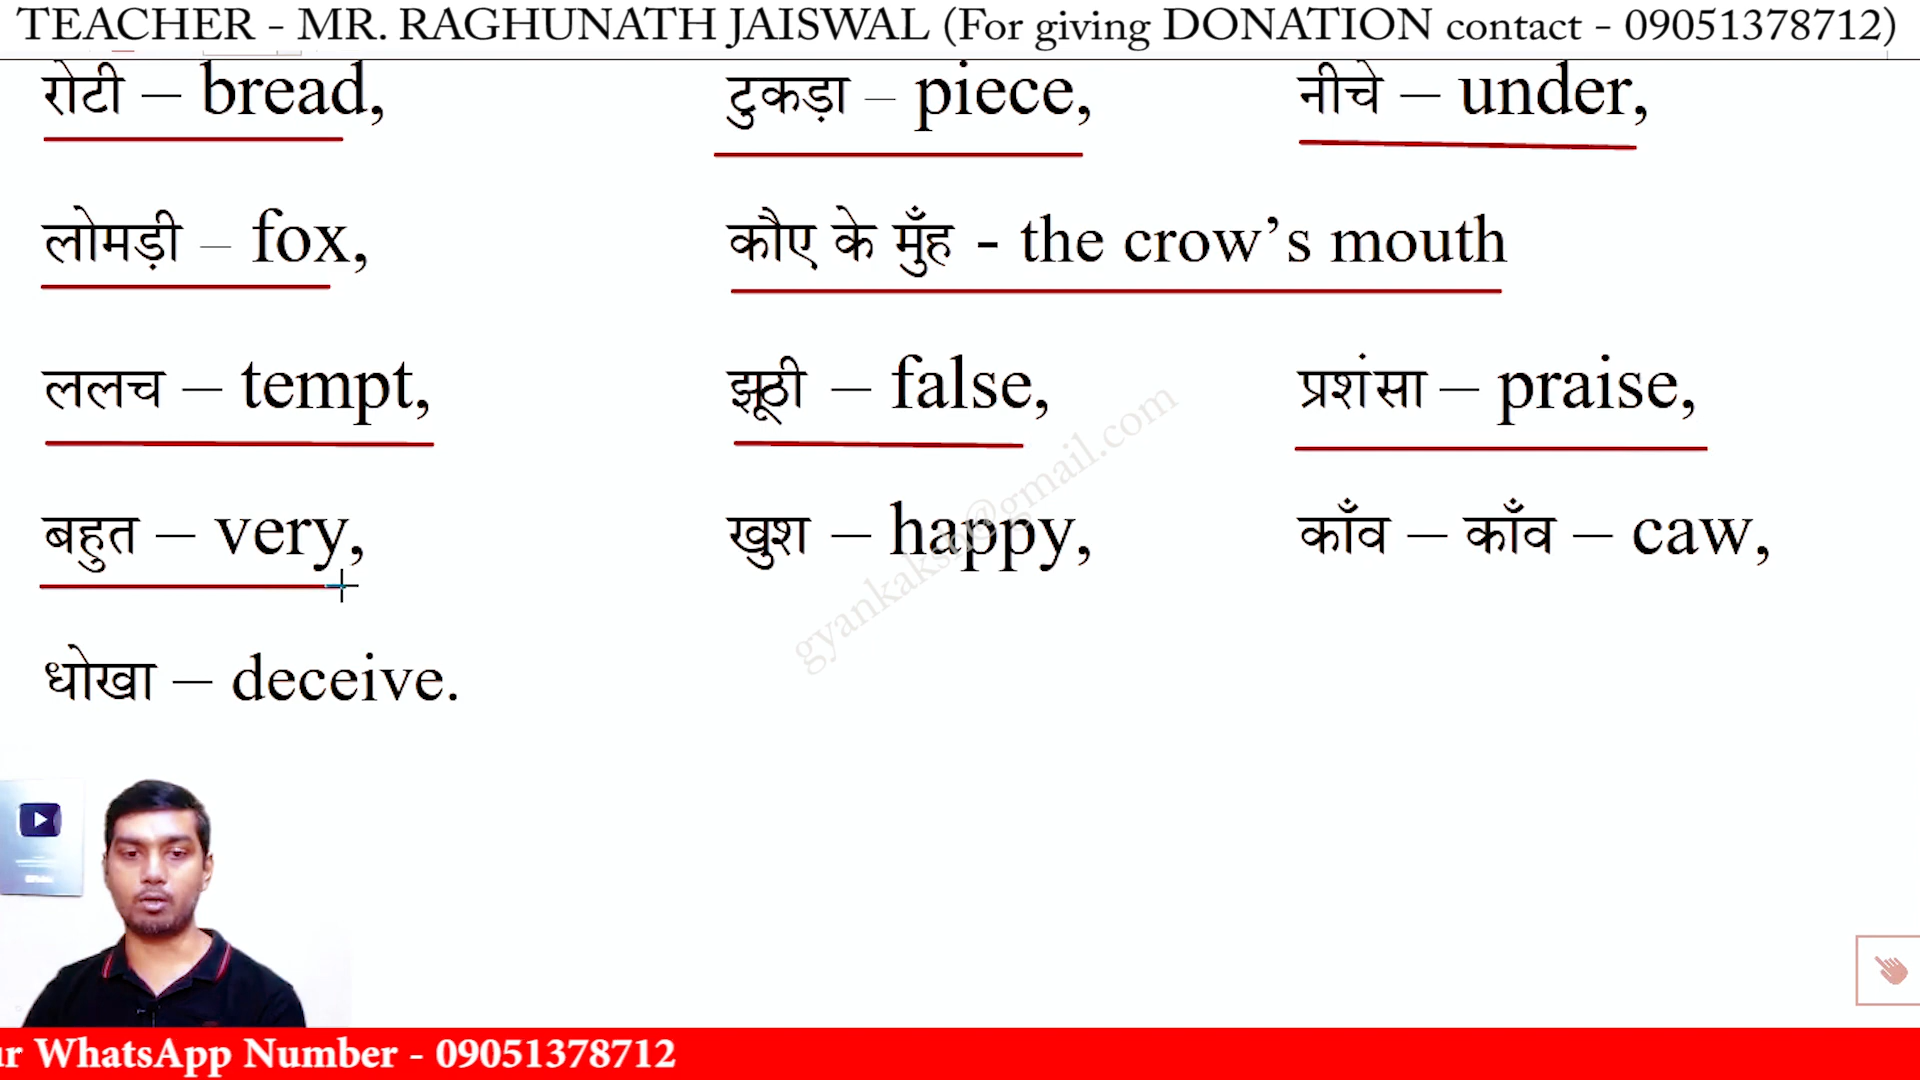 TEACHER - MR. RAGHUNATH JAISWAL (For giving DONATION contact - 09051378712)
रोटी – bread, टुकड़ा – piece, नीचे – under,
लोमड़ी – fox, कौए के मुँह - the crow’s mouth
ललच – tempt, झूठी – false, प्रशंसा – praise,
बहुत – very, खुश – happy, काँव – काँव – caw,
धोखा – deceive.
gyankaksh@gmail.com
ur WhatsApp Number - 09051378712